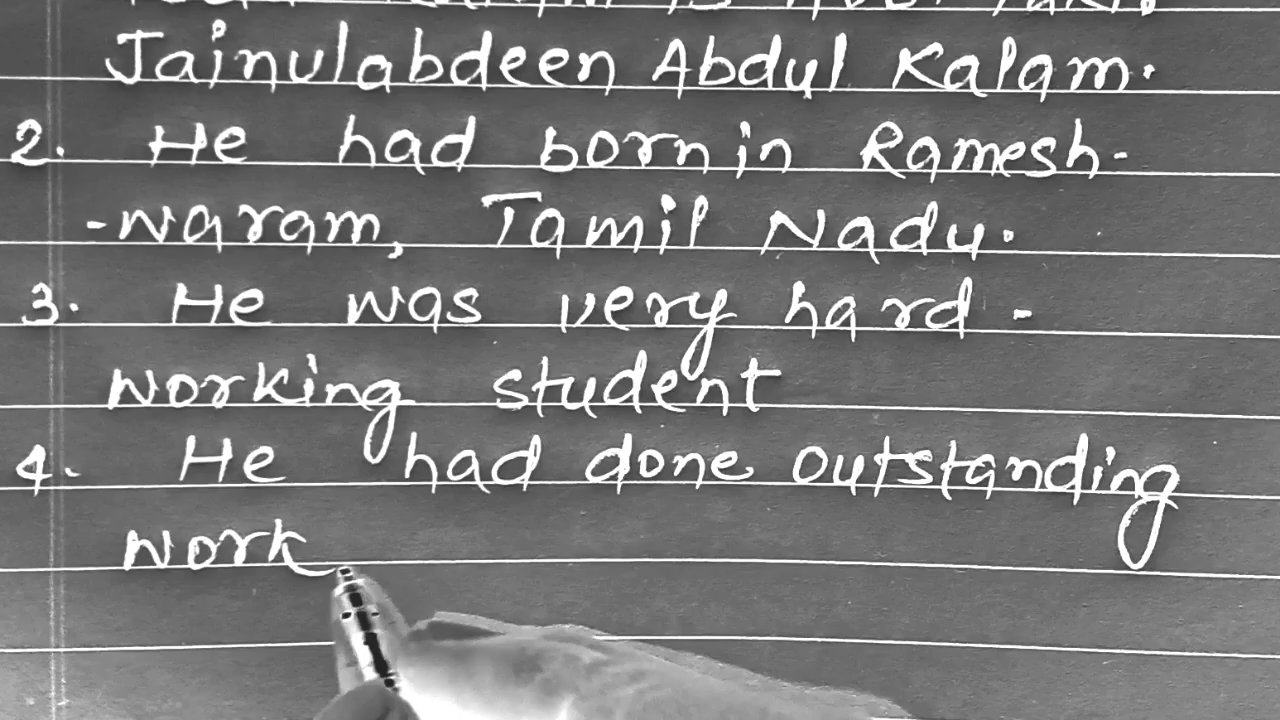 Jainulabdeen Abdul Kalam.
2. He had born in Ramesh-
-waram, Tamil Nadu.
3. He was very hard -
working student
4. He had done outstanding
work